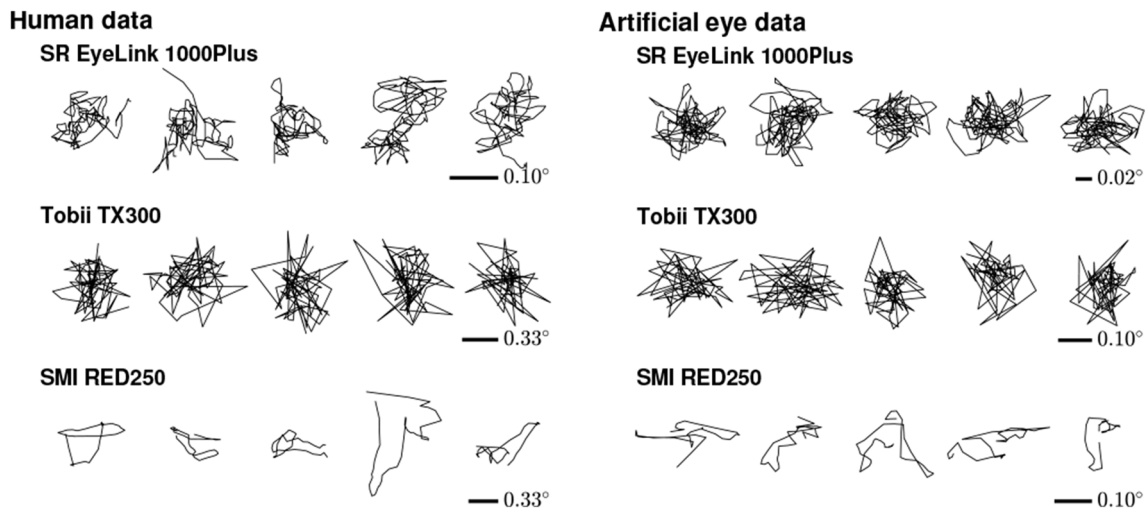 Human data
SR EyeLink 1000Plus
0.10°
Tobii TX300
0.33°
SMI RED250
0.33°
Artificial eye data
SR EyeLink 1000Plus
0.02°
Tobii TX300
0.10°
SMI RED250
0.10°